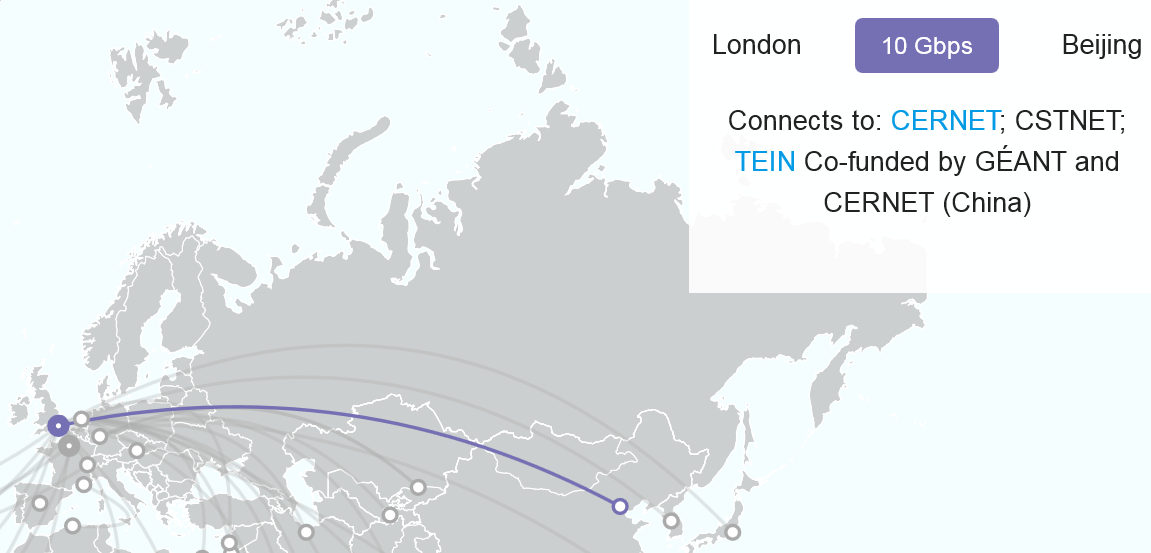 London 10 Gbps Beijing
Connects to: CERNET; CSTNET;
TEIN Co-funded by GÉANT and
CERNET (China)